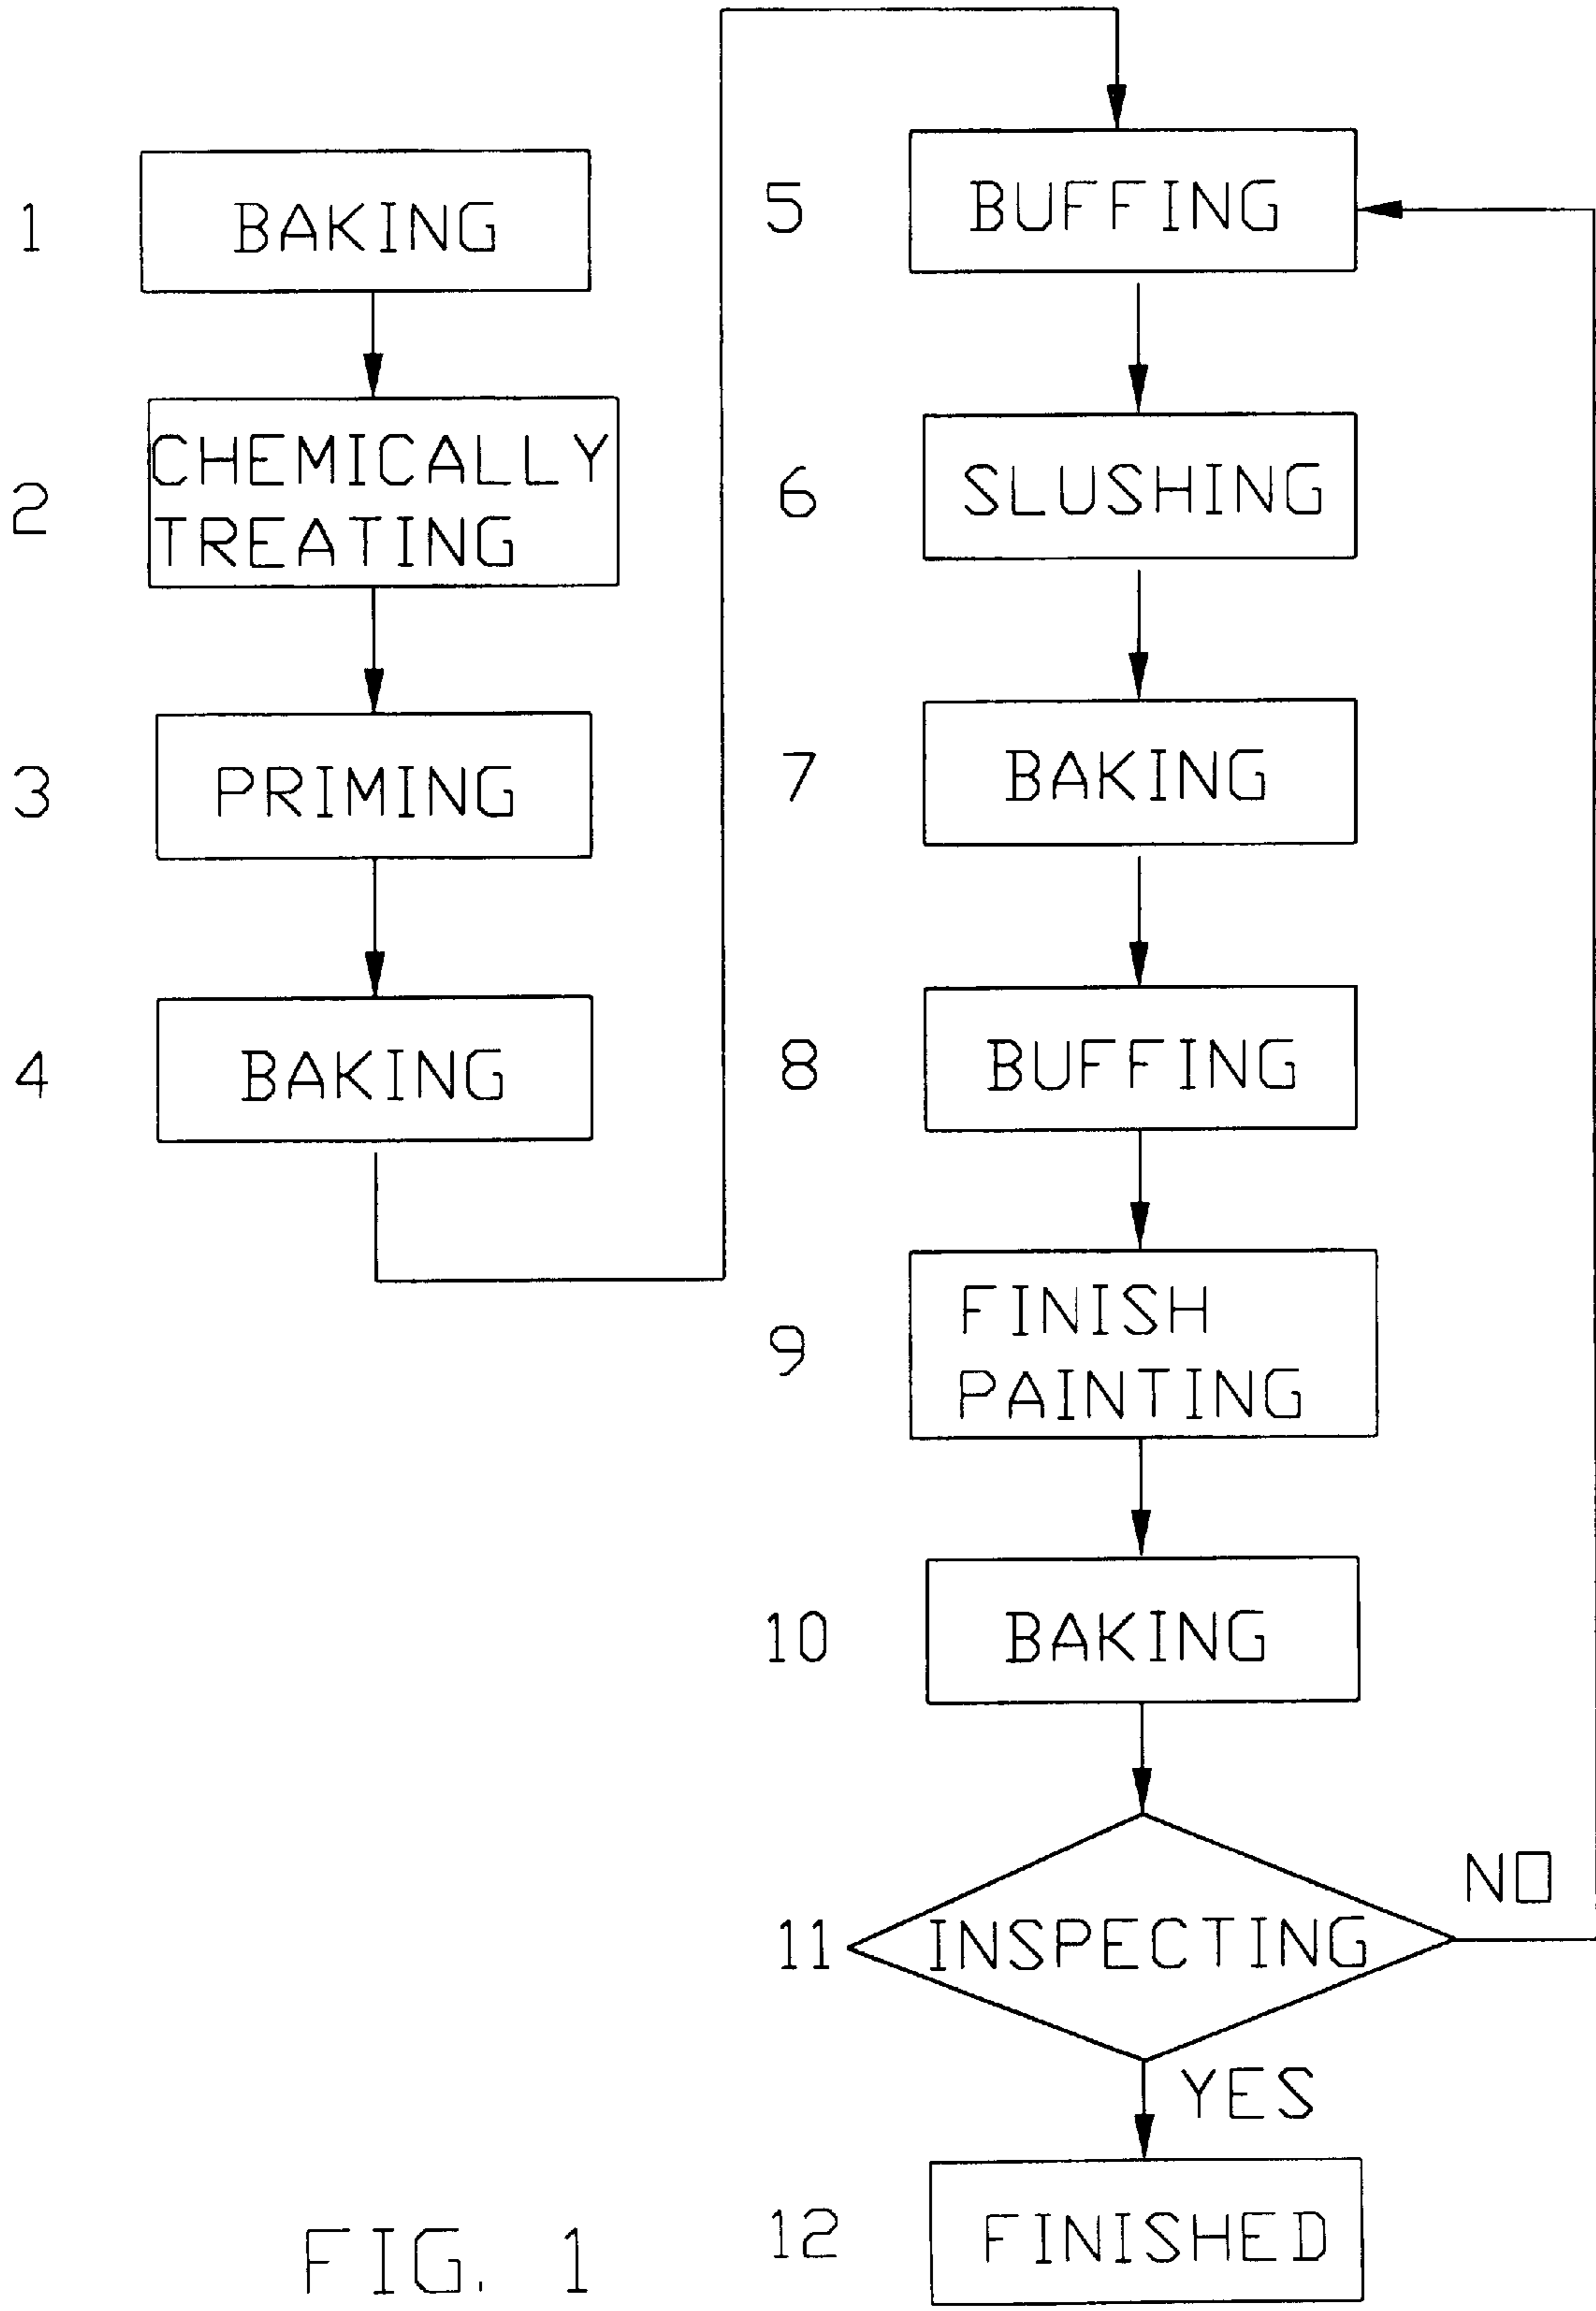 1
BAKING
2
CHEMICALLY
TREATING
3
PRIMING
4
BAKING
5
BUFFING
6
SLUSHING
7
BAKING
8
BUFFING
9
FINISH
PAINTING
10
BAKING
11
INSPECTING
NO
YES
12
FINISHED
FIG. 1